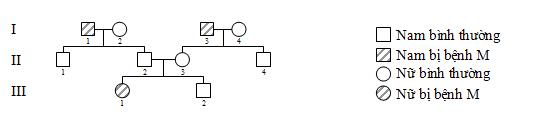 I
1 2 3 4
II
1 2 3 4
III
1 2
Nam bình thường
Nam bị bệnh M
Nữ bình thường
Nữ bị bệnh M